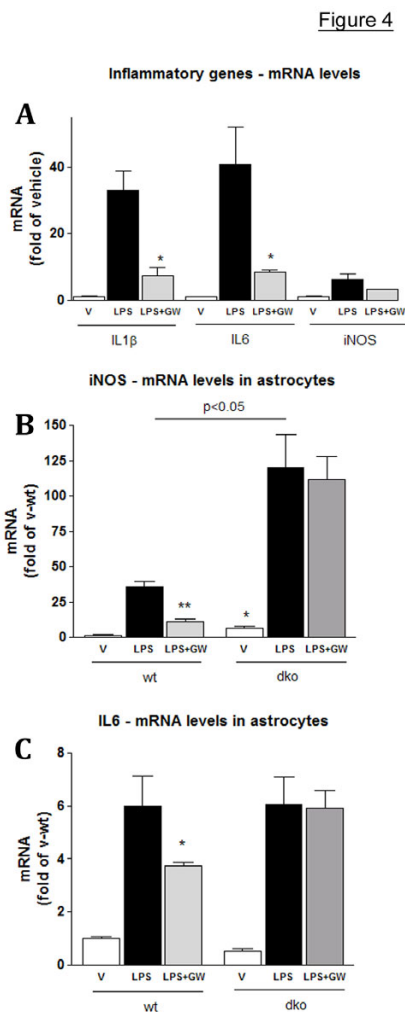 Figure 4
Inflammatory genes - mRNA levels
A
mRNA
(fold of vehicle)
40
20
0
*
*
V LPS LPS+GW V LPS LPS+GW V LPS LPS+GW
IL1β IL6 iNOS
iNOS - mRNA levels in astrocytes
p<0.05
B
mRNA
(fold of v-wt)
150
125
100
75
50
25
0
**
*
V LPS LPS+GW V LPS LPS+GW
wt dko
IL6 - mRNA levels in astrocytes
C
mRNA
(fold of v-wt)
8
6
4
2
0
*
V LPS LPS+GW V LPS LPS+GW
wt dko